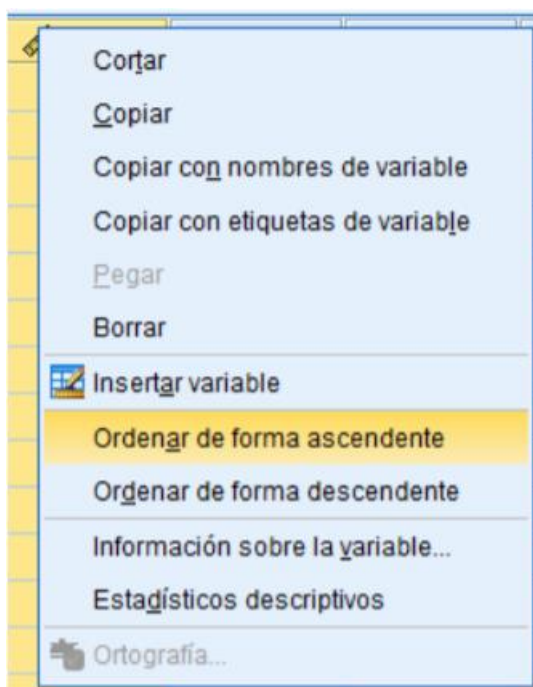 Cortar
Copiar
Copiar con nombres de variable
Copiar con etiquetas de variable
Pegar
Borrar
Insertar variable
Ordenar de forma ascendente
Ordenar de forma descendente
Información sobre la variable...
Estadísticos descriptivos
Ortografía...